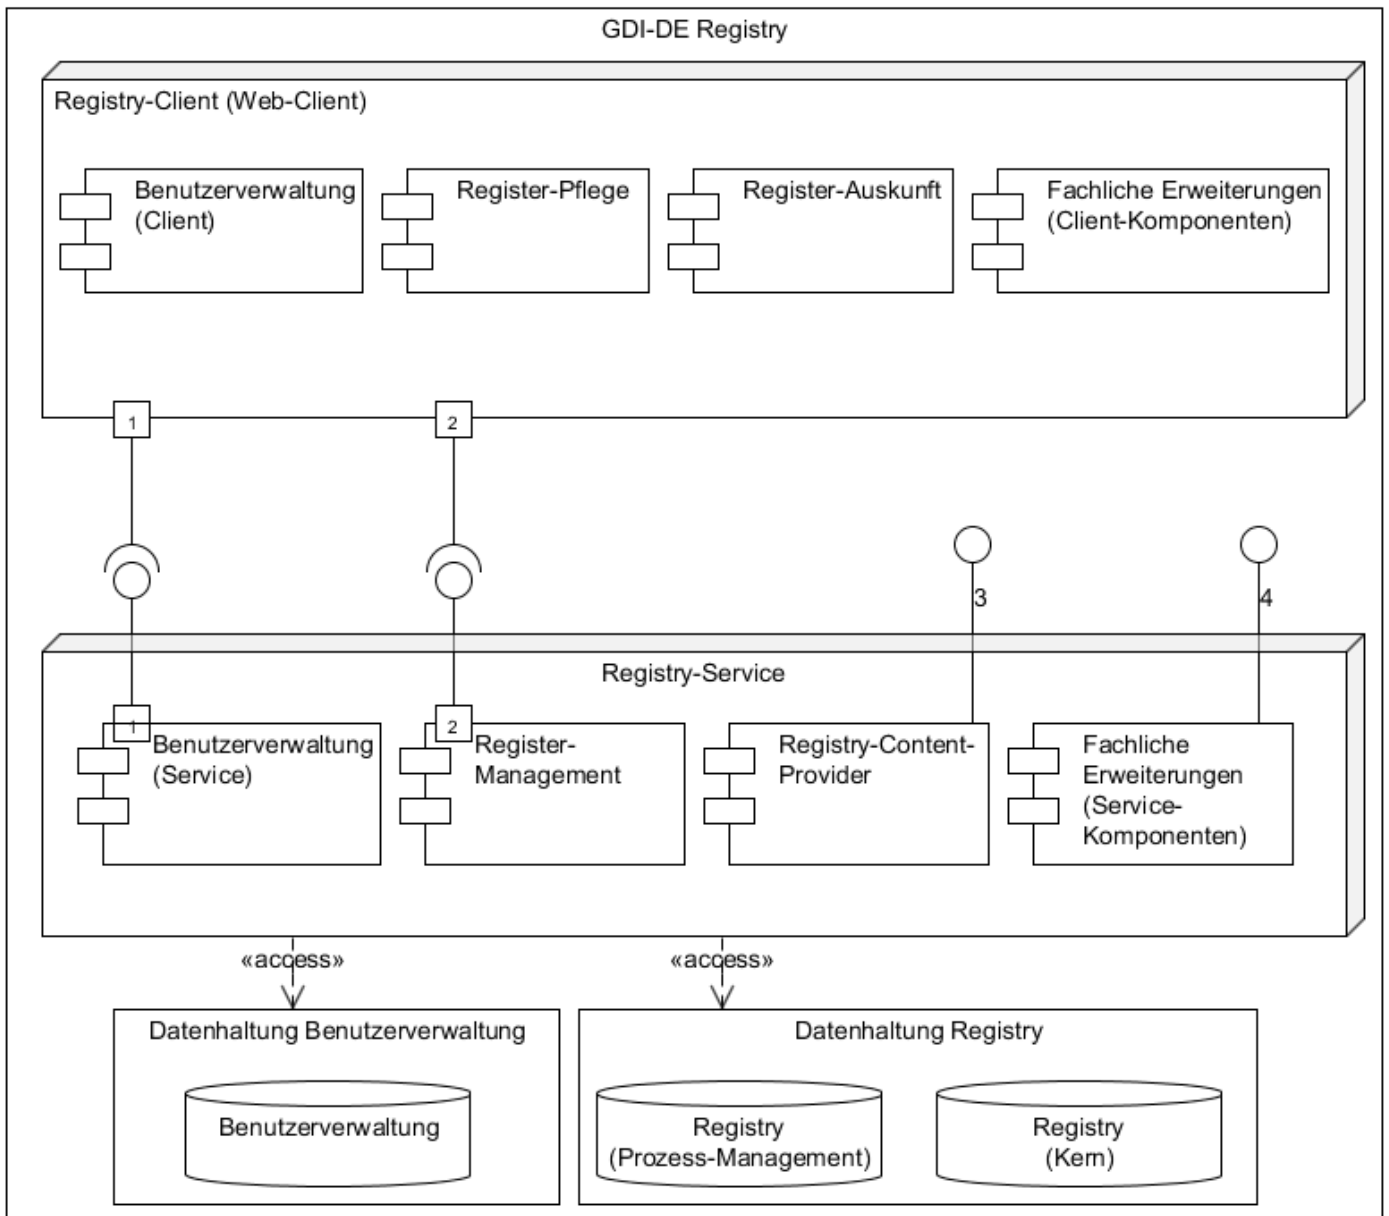 GDI-DE Registry
Registry-Client (Web-Client)
Benutzerverwaltung
(Client)
Register-Pflege
Register-Auskunft
Fachliche Erweiterungen
(Client-Komponenten)
1
2
3
4
Registry-Service
1
2
Benutzerverwaltung
(Service)
Register-
Management
Registry-Content-
Provider
Fachliche
Erweiterungen
(Service-
Komponenten)
«access»
«access»
Datenhaltung Benutzerverwaltung
Datenhaltung Registry
Benutzerverwaltung
Registry
(Prozess-Management)
Registry
(Kern)